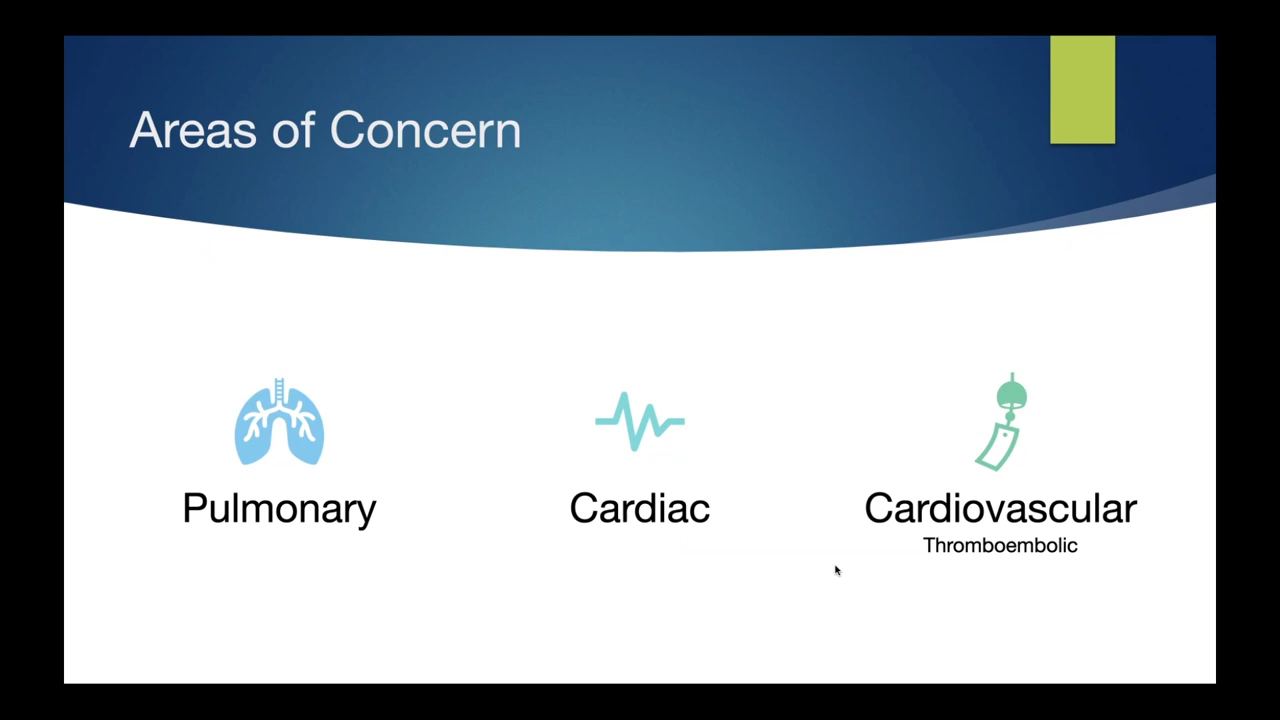 Areas of Concern
Pulmonary
Cardiac
Cardiovascular
Thromboembolic